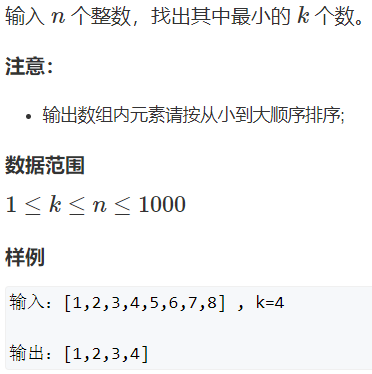 输入 n 个整数，找出其中最小的 k 个数。
注意：
• 输出数组内元素请按从小到大顺序排序;
数据范围
1 ≤ k ≤ n ≤ 1000
样例
输入：[1,2,3,4,5,6,7,8] , k=4
输出：[1,2,3,4]